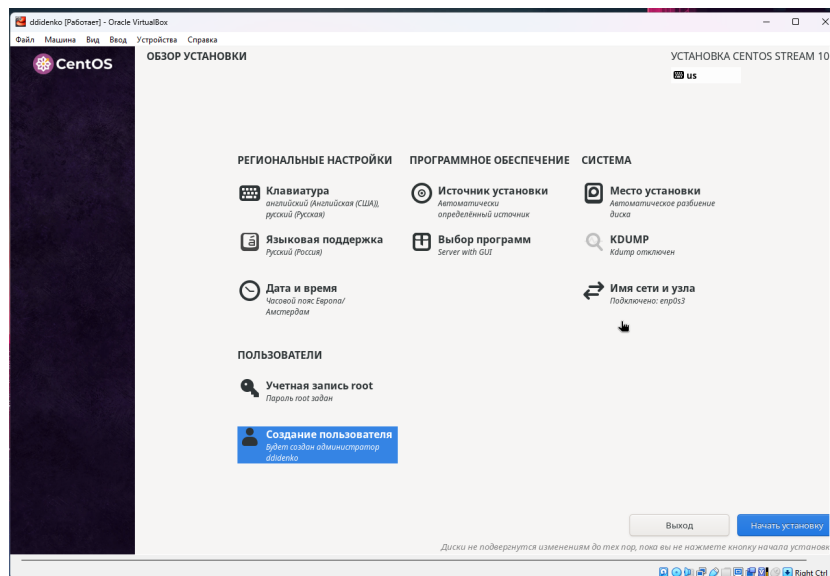 ddidenko [Работает] - Oracle VirtualBox
Файл Машина Вид Ввод Устройства Справка
CentOS
ОБЗОР УСТАНОВКИ
УСТАНОВКА CENTOS STREAM 10
us
РЕГИОНАЛЬНЫЕ НАСТРОЙКИ
Клавиатура
английский (Английская (США)),
русский (Русская)
Языковая поддержка
Русский (Россия)
Дата и время
Часовой пояс Европа/
Амстердам
ПРОГРАММНОЕ ОБЕСПЕЧЕНИЕ
Источник установки
Автоматически
определённый источник
Выбор программ
Server with GUI
СИСТЕМА
Место установки
Автоматическое разбиение
диска
KDUMP
Kdump отключен
Имя сети и узла
Подключено: enp0s3
ПОЛЬЗОВАТЕЛИ
Учетная запись root
Пароль root задан
Создание пользователя
Будет создан администратор
ddidenko
Выход
Начать установку
Диски не подвергнутся изменениям до тех пор, пока вы не нажмете кнопку начала установк
Right Ctrl